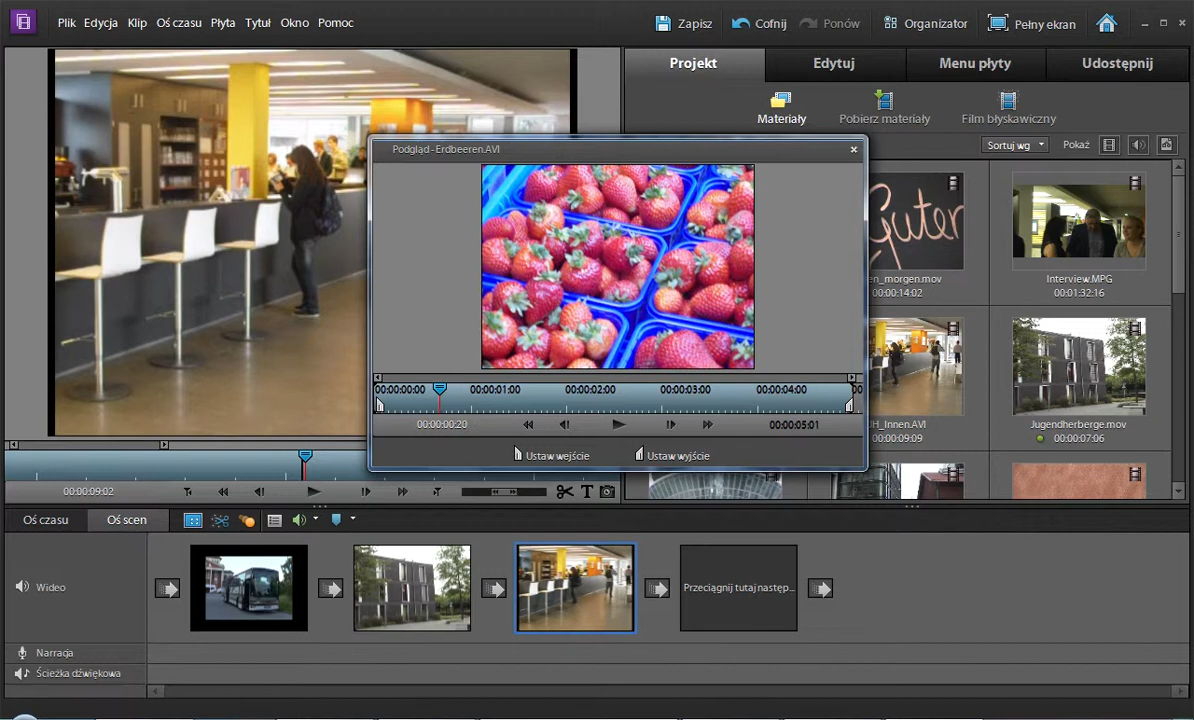 Plik Edycja Klip Oś czasu Płyta Tytuł Okno Pomoc
Zapisz Cofnij Ponów Organizator Pełny ekran
Projekt Edytuj Menu płyty Udostępnij
Materiały Pobierz materiały Film błyskawiczny
Sortuj wg Pokaż
Podgląd - Erdbeeren.AVI
Guten
en_morgen.mov
00:00:14:02
Interview.MPG
00:01:32:16
JH_Innen.AVI
00:00:09:09
Jugendherberge.mov
00:00:07:06
00:00:00:00 00:00:01:00 00:00:02:00 00:00:03:00 00:00:04:00 00
00:00:00:20 00:00:05:01
Ustaw wejście Ustaw wyjście
00:00:09:02
T
Oś czasu Oś scen
Wideo
Przeciągnij tutaj następ...
Narracja
Ścieżka dźwiękowa